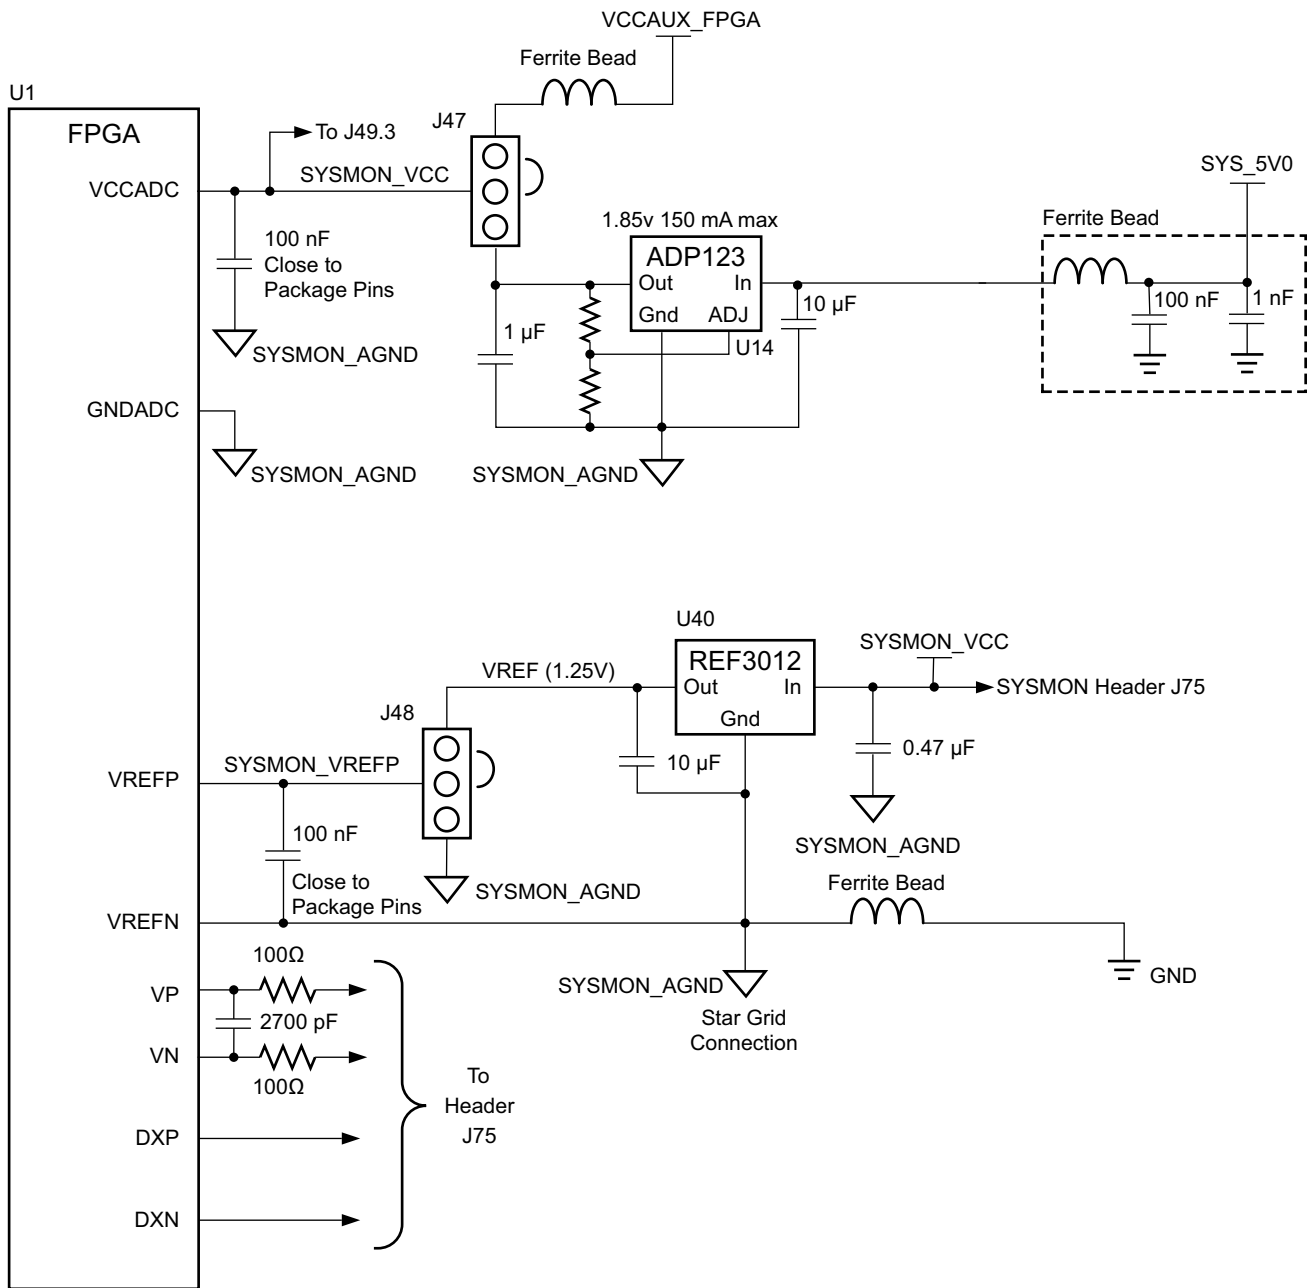 VCCAUX_FPGA
Ferrite Bead
U1
FPGA
J47
To J49.3
SYSMON_VCC
VCCADC
SYS_5V0
Ferrite Bead
1.85v 150 mA max
ADP123
Out
In
Gnd
ADJ
U14
100 nF
Close to
Package Pins
1 µF
10 µF
100 nF
1 nF
SYSMON_AGND
GNDADC
SYSMON_AGND
SYSMON_AGND
U40
REF3012
Out
In
Gnd
SYSMON_VCC
SYSMON Header J75
VREF (1.25V)
J48
10 µF
0.47 µF
SYSMON_VREFP
VREFP
100 nF
Close to
Package Pins
SYSMON_AGND
SYSMON_AGND
Ferrite Bead
VREFN
GND
SYSMON_AGND
Star Grid
Connection
100Ω
VP
2700 pF
VN
100Ω
To
Header
J75
DXP
DXN